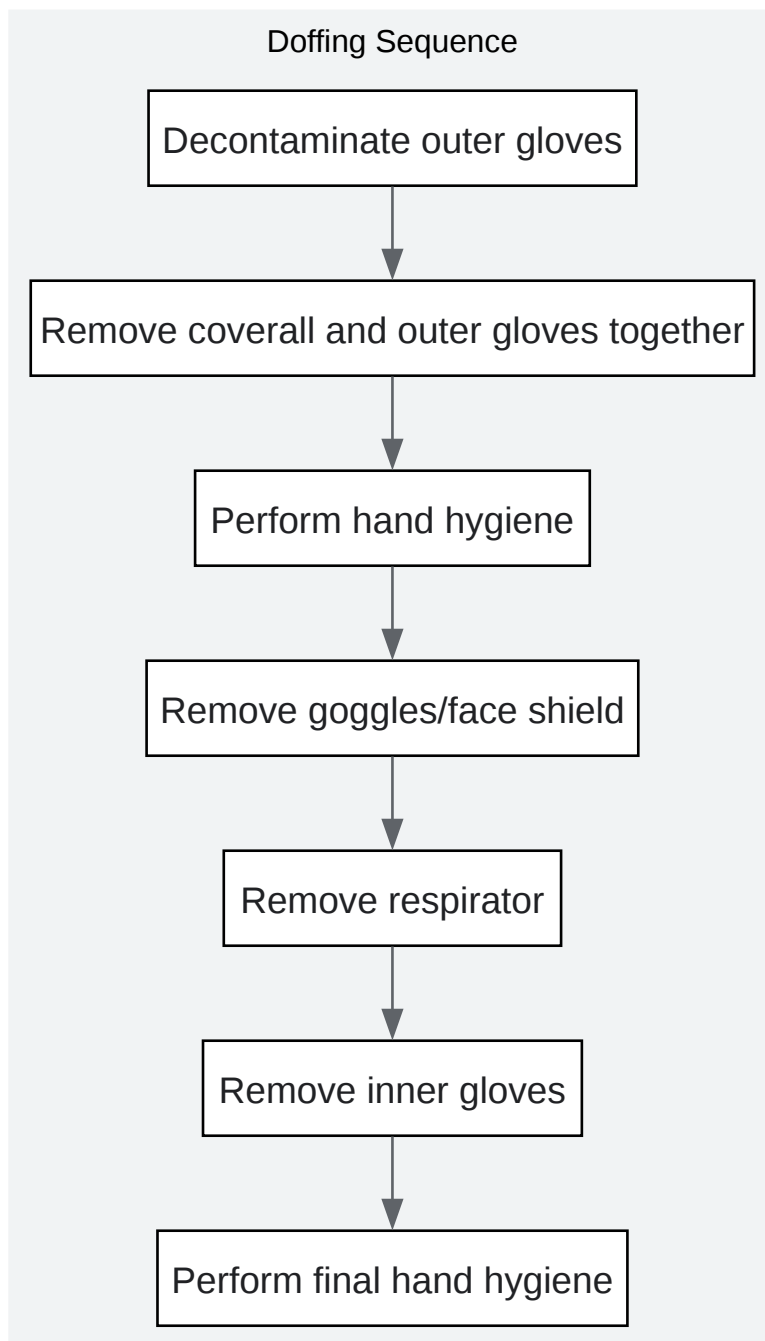 Doffing Sequence
Decontaminate outer gloves
Remove coverall and outer gloves together
Perform hand hygiene
Remove goggles/face shield
Remove respirator
Remove inner gloves
Perform final hand hygiene